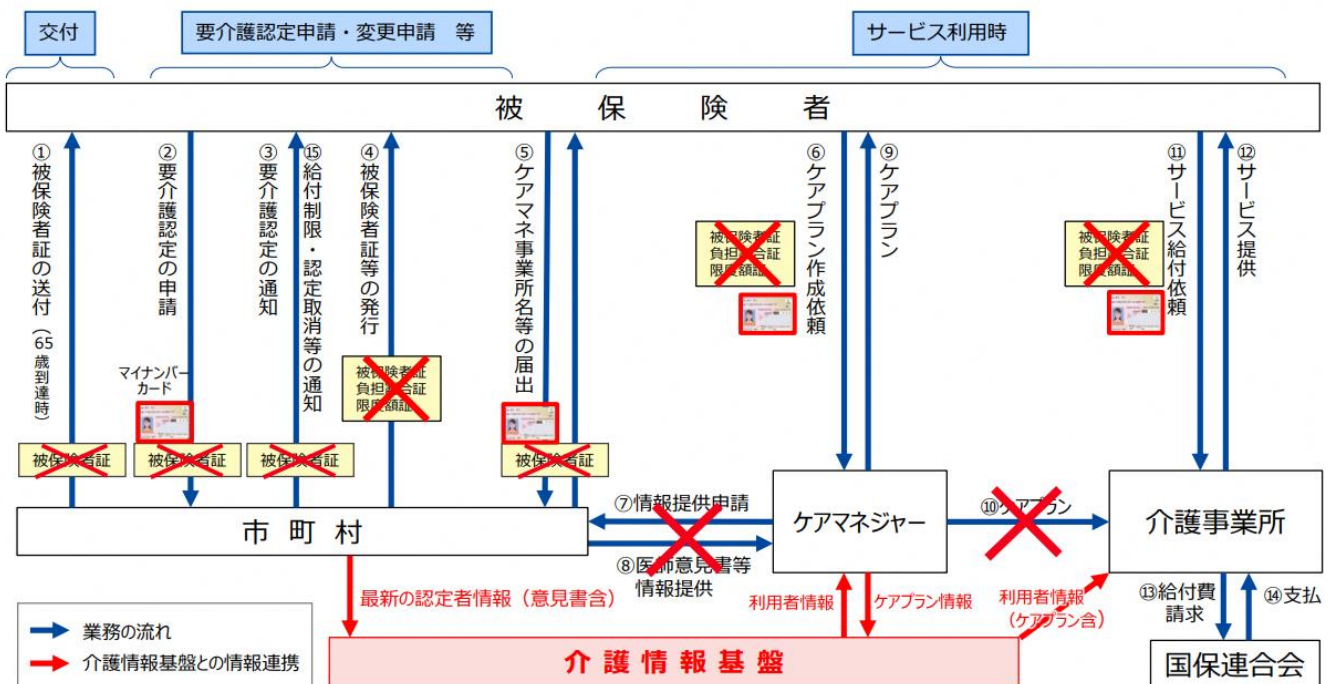 交付
要介護認定申請・変更申請 等
サービス利用時
被保険者
①被保険者証の送付（65歳到達時）
②要介護認定の申請
③要介護認定の通知
⑮給付制限・認定取消等の通知
④被保険者証等の発行
⑤ケアマネ事業所名等の届出
⑥ケアプラン作成依頼
⑨ケアプラン
⑪サービス給付依頼
⑫サービス提供
被保険者証
負担割合証
限度額証
被保険者証
負担割合証
限度額証
被保険者証
負担割合証
限度額証
マイナンバー
カード
被保険者証
被保険者証
被保険者証
被保険者証
市町村
⑦情報提供申請
⑧医師意見書等
情報提供
ケアマネジャー
⑩ケアプラン
介護事業所
最新の認定者情報（意見書含）
利用者情報
ケアプラン情報
利用者情報
（ケアプラン含）
⑬給付費
請求
⑭支払
業務の流れ
介護情報基盤との情報連携
介護情報基盤
国保連合会